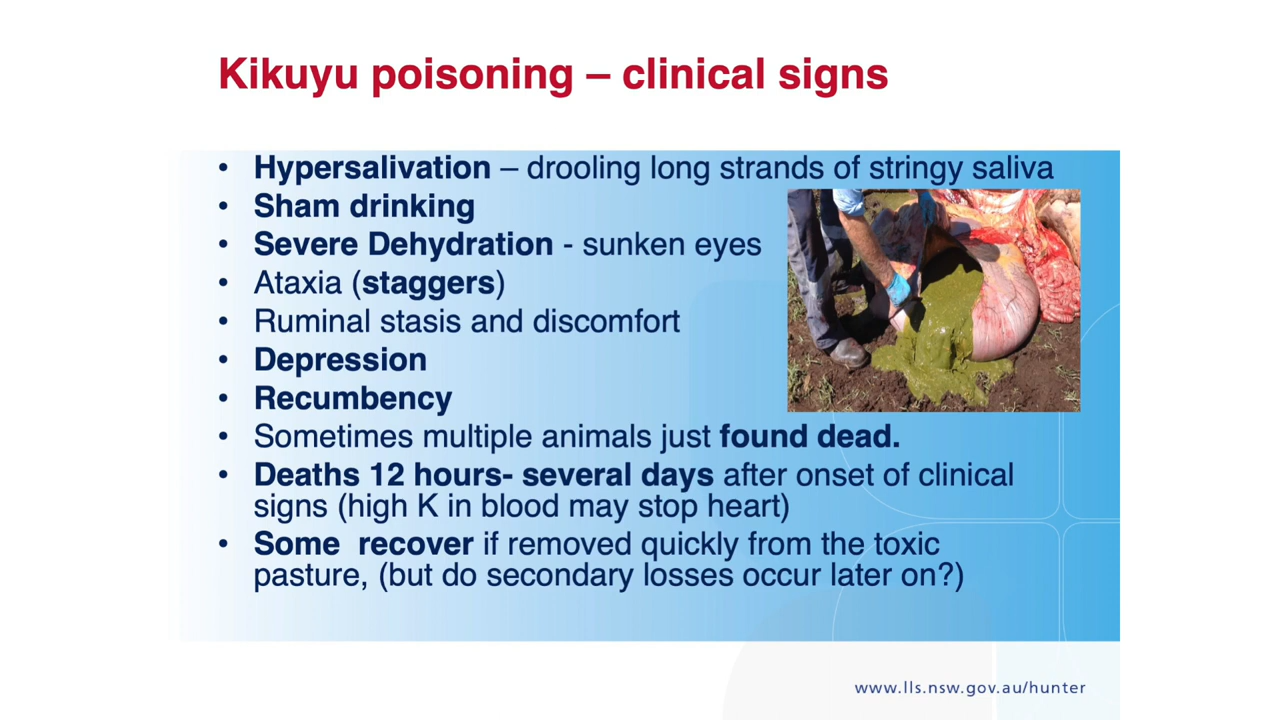 Kikuyu poisoning – clinical signs
• Hypersalivation – drooling long strands of stringy saliva
• Sham drinking
• Severe Dehydration - sunken eyes
• Ataxia (staggers)
• Ruminal stasis and discomfort
• Depression
• Recumbency
• Sometimes multiple animals just found dead.
• Deaths 12 hours- several days after onset of clinical
signs (high K in blood may stop heart)
• Some  recover if removed quickly from the toxic
pasture, (but do secondary losses occur later on?)
www.lls.nsw.gov.au/hunter